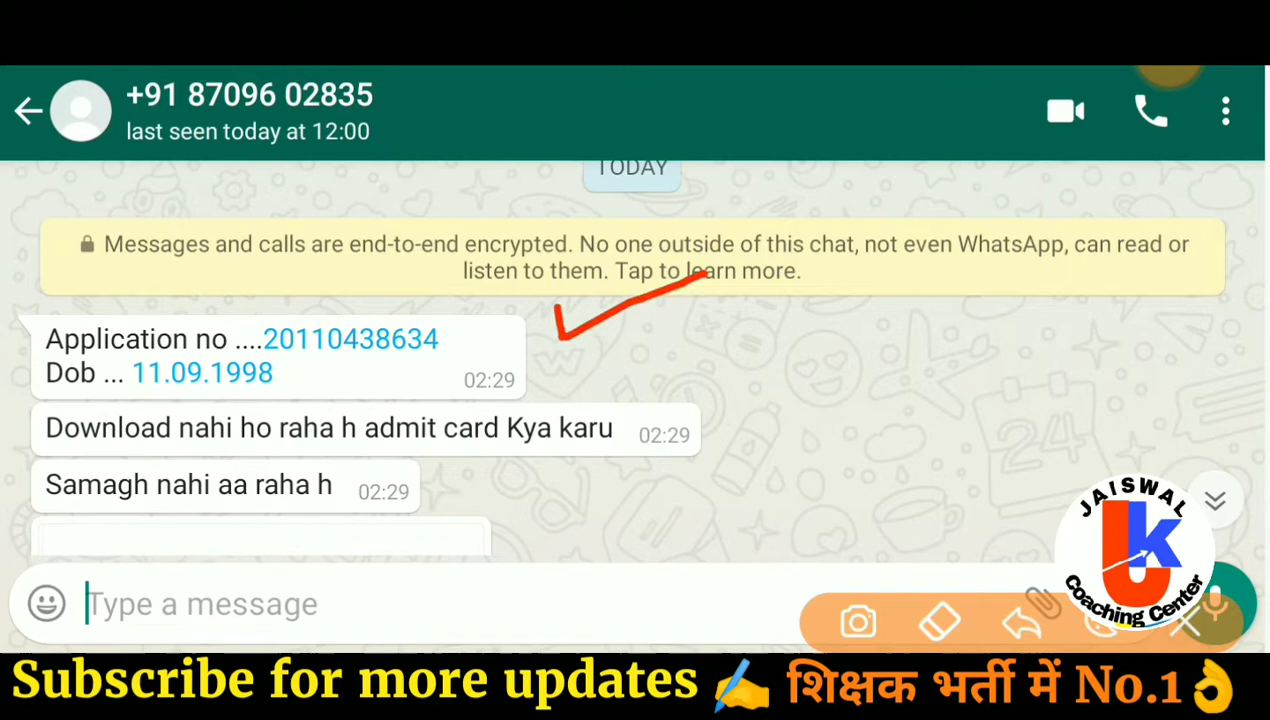 +91 87096 02835
last seen today at 12:00
TODAY
Messages and calls are end-to-end encrypted. No one outside of this chat, not even WhatsApp, can read or
listen to them. Tap to learn more.
Application no ....20110438634
Dob ... 11.09.1998
02:29
Download nahi ho raha h admit card Kya karu 02:29
Samagh nahi aa raha h 02:29
Type a message
JAISWAL
UK
Coaching Center
Subscribe for more updates ✍️ शिक्षक भर्ती में No.1👌